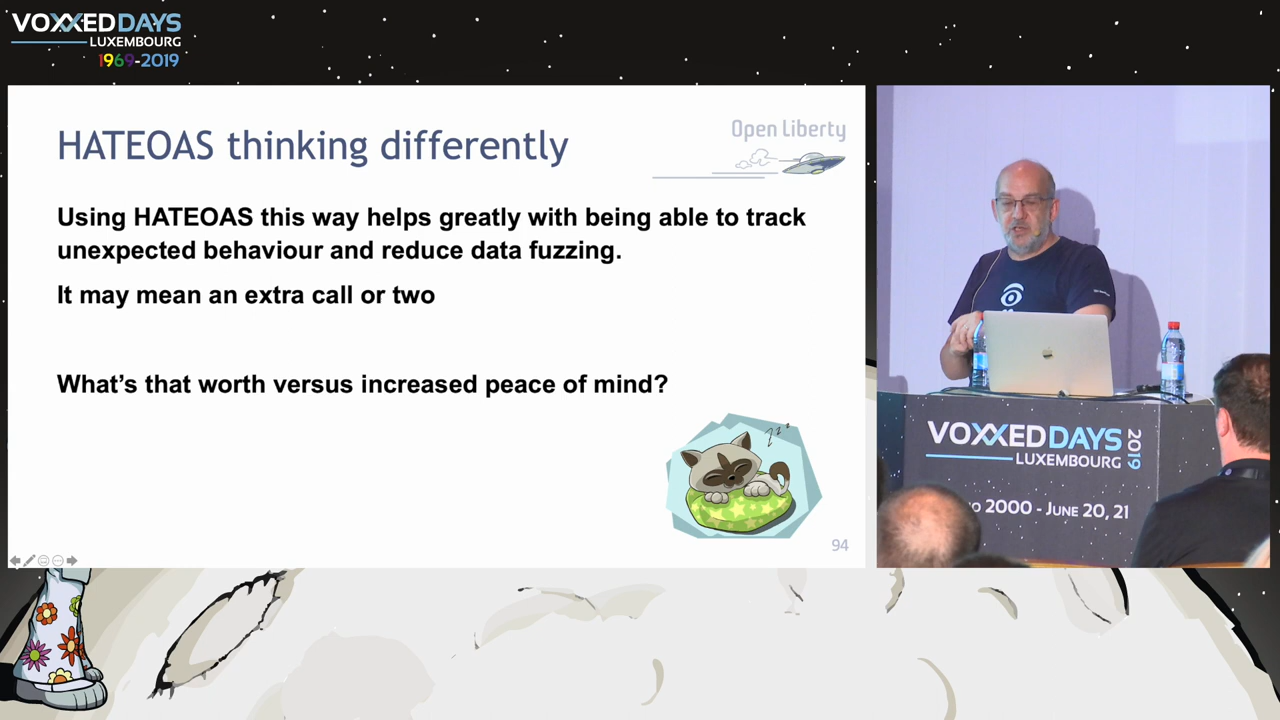 VOXXEDDAYS
LUXEMBOURG
1969-2019
HATEOAS thinking differently
Open Liberty
Using HATEOAS this way helps greatly with being able to track
unexpected behaviour and reduce data fuzzing.
It may mean an extra call or two
What's that worth versus increased peace of mind?
zzz
94
VOXXEDDAYS
2019
LUXEMBOURG
2000 - JUNE 20, 21